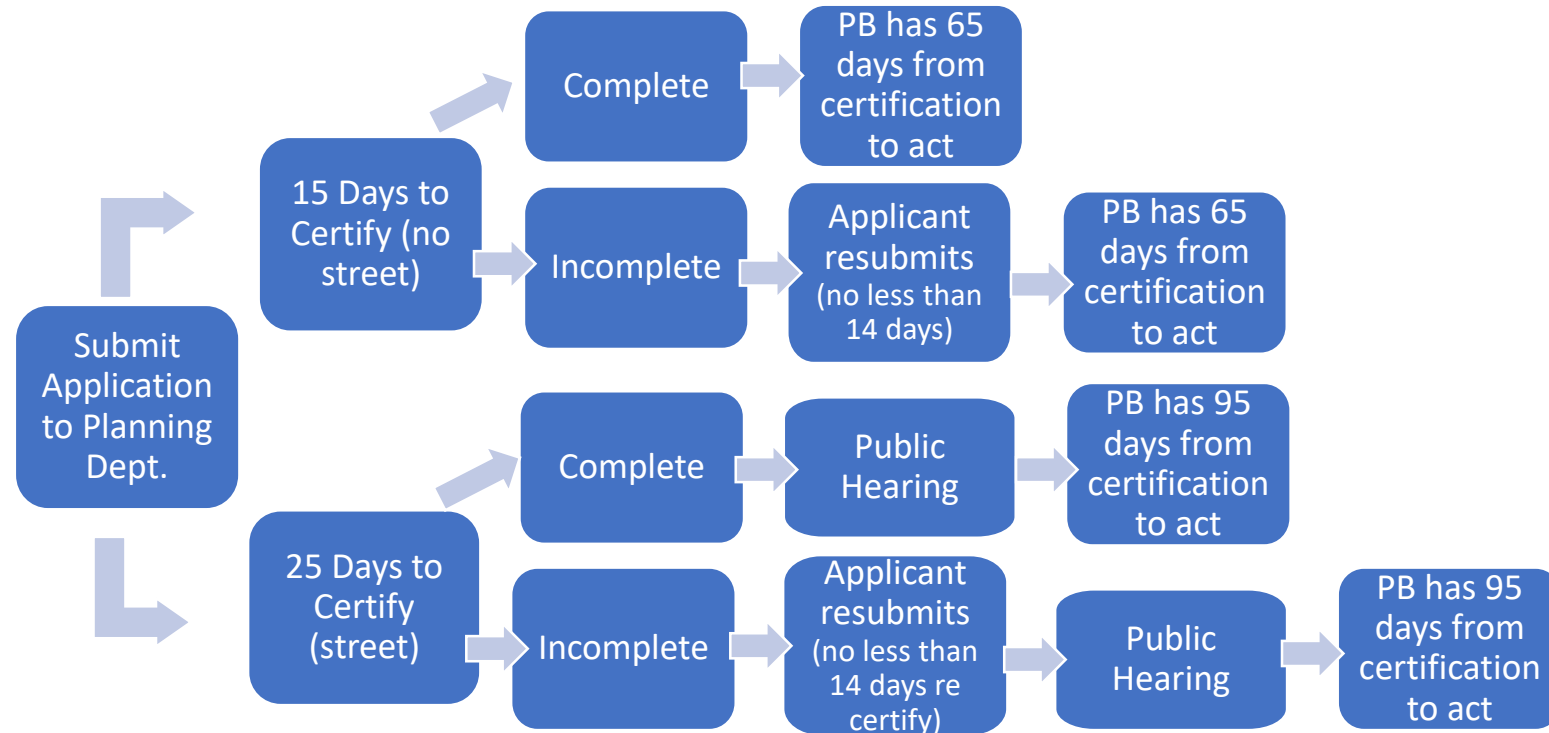 Submit
Application
to Planning
Dept.
15 Days to
Certify (no
street)
Complete
PB has 65
days from
certification
to act
Incomplete
Applicant
resubmits
(no less than
14 days)
PB has 65
days from
certification
to act
25 Days to
Certify
(street)
Complete
Public
Hearing
PB has 95
days from
certification
to act
Incomplete
Applicant
resubmits
(no less than
14 days re
certify)
Public
Hearing
PB has 95
days from
certification
to act